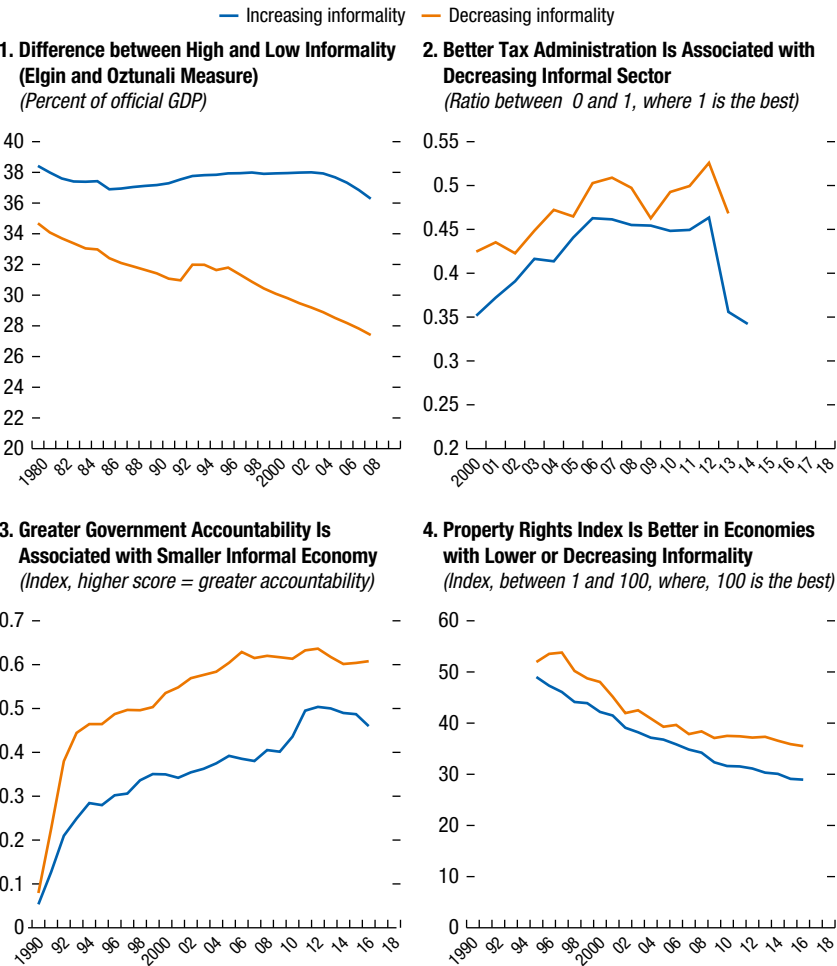 Increasing informality Decreasing informality
1. Difference between High and Low Informality
(Elgin and Oztunali Measure)
(Percent of official GDP)
40
38
36
34
32
30
28
26
24
22
20
1980 82 84 86 88 90 92 94 96 98 2000 02 04 06 08
2. Better Tax Administration Is Associated with
Decreasing Informal Sector
(Ratio between 0 and 1, where 1 is the best)
0.55
0.5
0.45
0.4
0.35
0.3
0.25
0.2
2000 01 02 03 04 05 06 07 08 09 10 11 12 13 14 15 16 17 18
3. Greater Government Accountability Is
Associated with Smaller Informal Economy
(Index, higher score = greater accountability)
0.7
0.6
0.5
0.4
0.3
0.2
0.1
0
1990 92 94 96 98 2000 02 04 06 08 10 12 14 16 18
4. Property Rights Index Is Better in Economies
with Lower or Decreasing Informality
(Index, between 1 and 100, where, 100 is the best)
60
50
40
30
20
10
0
1990 92 94 96 98 2000 02 04 06 08 10 12 14 16 18